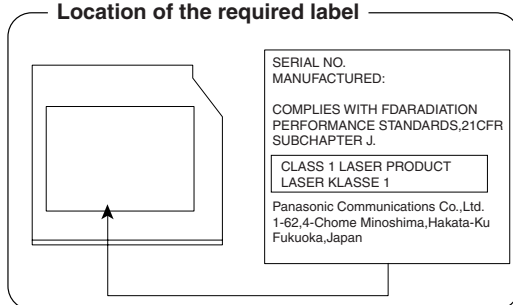 Location of the required label
SERIAL NO.
MANUFACTURED:
COMPLIES WITH FDARADIATION
PERFORMANCE STANDARDS,21CFR
SUBCHAPTER J.
CLASS 1 LASER PRODUCT
LASER KLASSE 1
Panasonic Communications Co.,Ltd.
1-62,4-Chome Minoshima,Hakata-Ku
Fukuoka,Japan